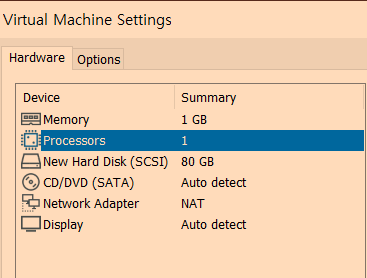 Virtual Machine Settings
Hardware Options
Device Summary
Memory 1 GB
Processors 1
New Hard Disk (SCSI) 80 GB
CD/DVD (SATA) Auto detect
Network Adapter NAT
Display Auto detect